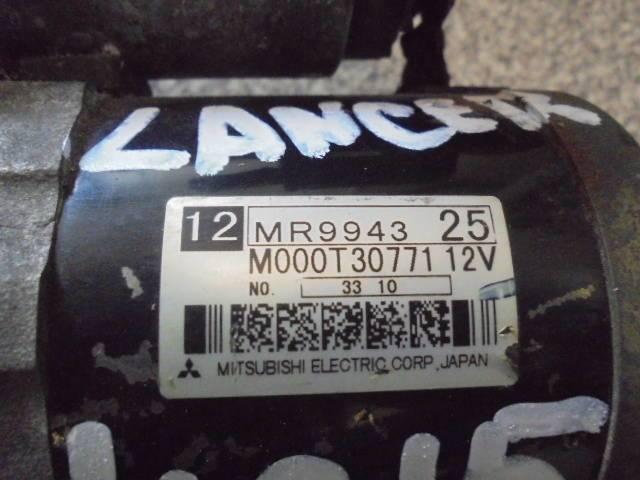 LANCER
12 MR9943 25
M000T30771 12V
NO. 33 10
MITSUBISHI ELECTRIC CORP. JAPAN